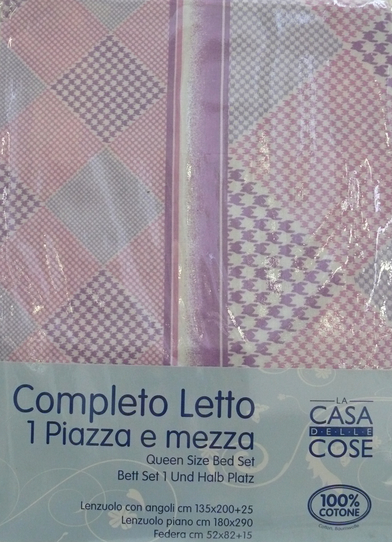 Completo Letto
1 Piazza e mezza
Queen Size Bed Set
Bett Set 1 Und Halb Platz
Lenzuolo con angoli cm 135x200+25
Lenzuolo piano cm 180x290
Federa cm 52x82+15
LA
CASA
DELLE
COSE
100%
COTONE